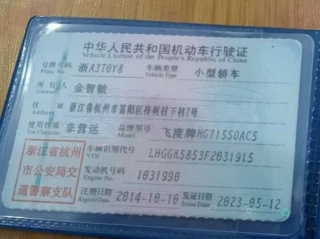 中华人民共和国机动车行驶证
Vehicle License of the People's Republic of China
号牌号码 浙A3T6Y8 车辆类型 小型轿车
Plate No. Vehicle Type
所有人 金智敏
Owner
住 址 浙江省杭州市富阳区梓树村下村7号
Address
使用性质 非营运 品牌型号 飞度牌HG7155DAC5
Use Character Model
浙江省杭州市公安局交通警察支队
车辆识别代号 LHGGK5853F2031915
VIN
发动机号码 1031990
Engine No.
注册日期 2014-10-10 发证日期 2023-05-12
Register Date Issue Date